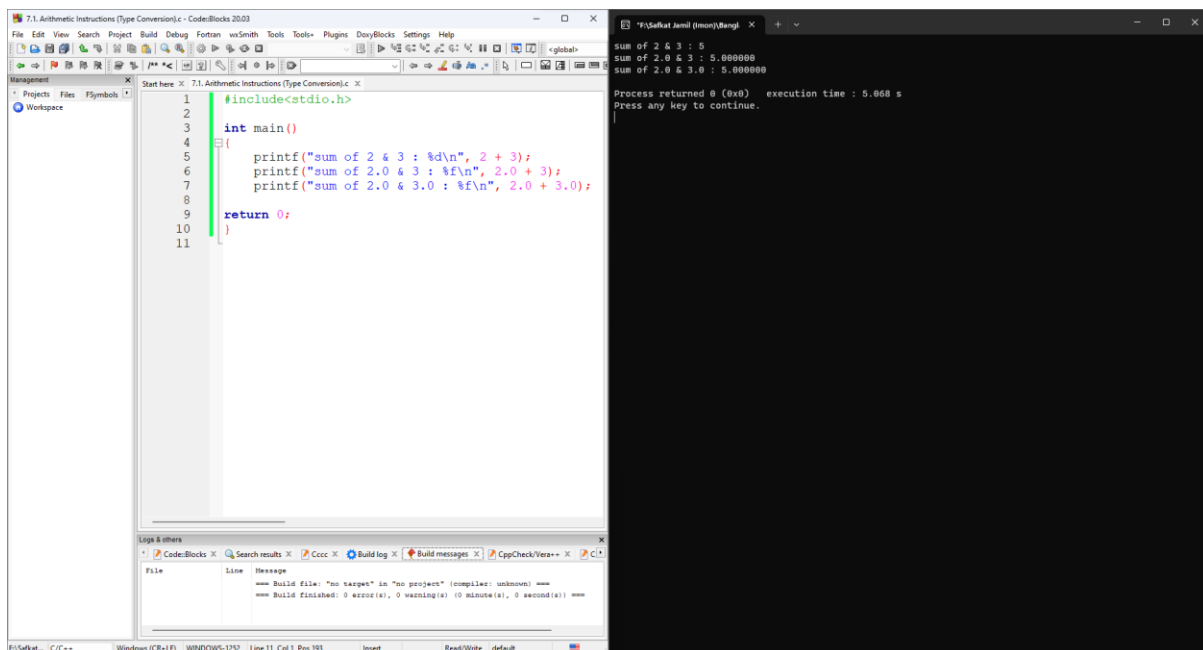 7.1. Arithmetic Instructions (Type Conversion).c - Code::Blocks 20.03
File Edit View Search Project Build Debug Fortran wxSmith Tools Tools+ Plugins DoxyBlocks Settings Help
<global>
Management
Projects Files FSymbols
Workspace
Start here 7.1. Arithmetic Instructions (Type Conversion).c
1 #include<stdio.h>
2
3 int main()
4 {
5 printf("sum of 2 & 3 : %d\n", 2 + 3);
6 printf("sum of 2.0 & 3 : %f\n", 2.0 + 3);
7 printf("sum of 2.0 & 3.0 : %f\n", 2.0 + 3.0);
8
9 return 0;
10 }
11
Logs & others
Code::Blocks Search results Cccc Build log Build messages CppCheck/Vera++ C
File Line Message
=== Build file: "no target" in "no project" (compiler: unknown) ===
=== Build finished: 0 error(s), 0 warning(s) (0 minute(s), 0 second(s)) ===
F:\Safkat... C/C++ Windows (CR+LF) WINDOWS-1252 Line 11, Col 1, Pos 193 Insert Read/Write default
"F:\Safkat Jamil (Imon)\Bangl
sum of 2 & 3 : 5
sum of 2.0 & 3 : 5.000000
sum of 2.0 & 3.0 : 5.000000
Process returned 0 (0x0) execution time : 5.068 s
Press any key to continue.